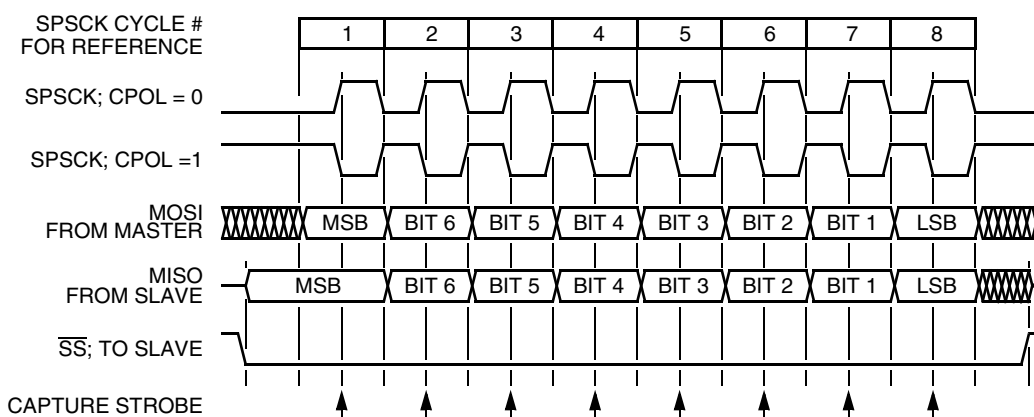 SPSCK CYCLE #
FOR REFERENCE
1 2 3 4 5 6 7 8
SPSCK; CPOL = 0
SPSCK; CPOL =1
MOSI
FROM MASTER
MSB BIT 6 BIT 5 BIT 4 BIT 3 BIT 2 BIT 1 LSB
MISO
FROM SLAVE
MSB BIT 6 BIT 5 BIT 4 BIT 3 BIT 2 BIT 1 LSB
S̅S̅; TO SLAVE
CAPTURE STROBE